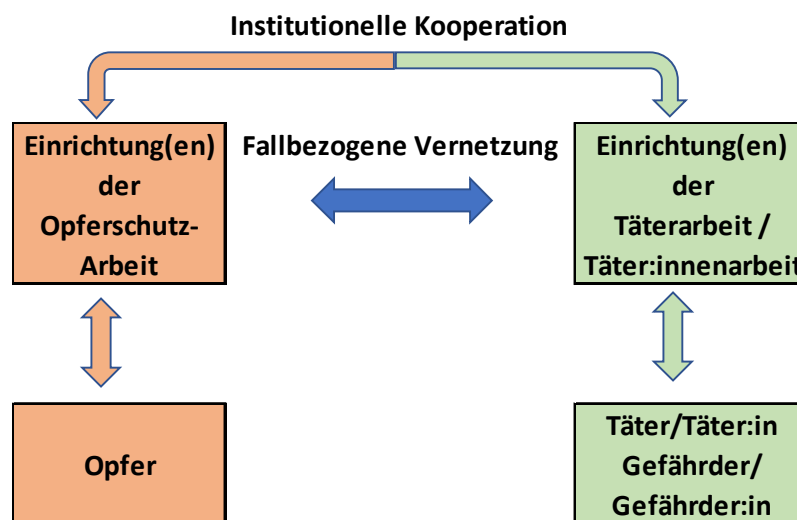 Institutionelle Kooperation
Einrichtung(en)
der
Opferschutz-
Arbeit
Fallbezogene Vernetzung
Einrichtung(en)
der
Täterarbeit /
Täter:innenarbeit
Opfer
Täter/Täter:in
Gefährder/
Gefährder:in